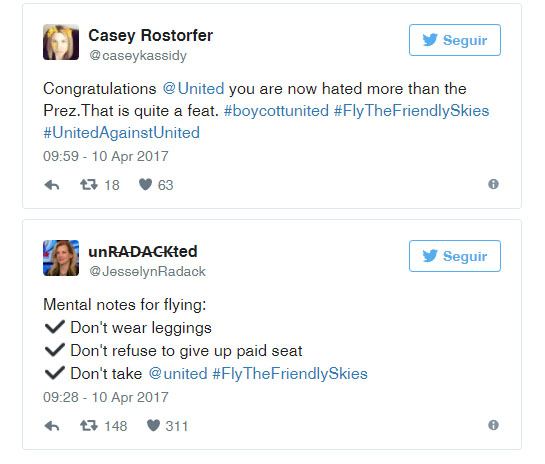 Casey Rostorfer
@caseykassidy
Seguir
Congratulations @United you are now hated more than the
Prez.That is quite a feat. #boycottunited #FlyTheFriendlySkies
#UnitedAgainstUnited
09:59 - 10 Apr 2017
18 63
unRADACKted
@JesselynRadack
Seguir
Mental notes for flying:
✔ Don't wear leggings
✔ Don't refuse to give up paid seat
✔ Don't take @united #FlyTheFriendlySkies
09:28 - 10 Apr 2017
148 311